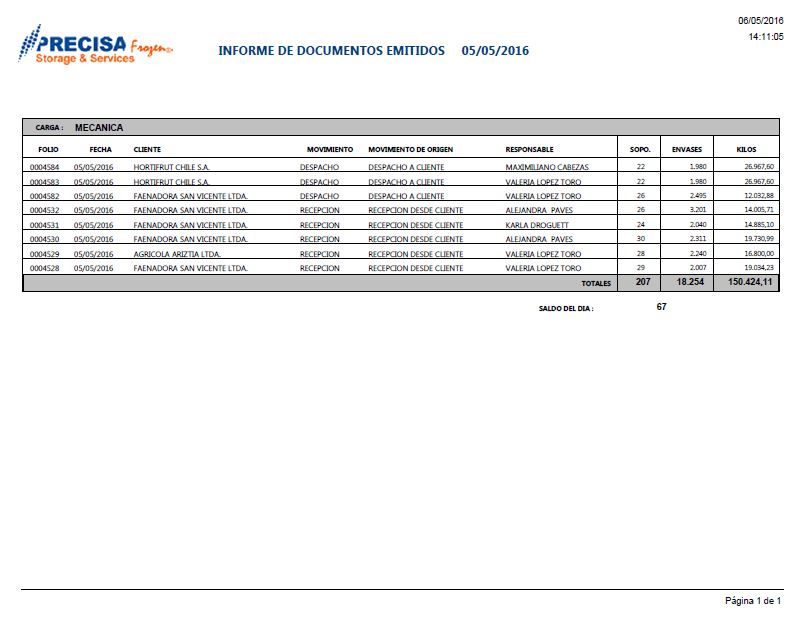 06/05/2016
14:11:05
PRECISA Frozen
Storage & Services
INFORME DE DOCUMENTOS EMITIDOS 05/05/2016
CARGA : MECANICA
FOLIO FECHA CLIENTE MOVIMIENTO MOVIMIENTO DE ORIGEN RESPONSABLE SOPO. ENVASES KILOS
0004584 05/05/2016 HORTIFRUT CHILE S.A. DESPACHO DESPACHO A CLIENTE MAXIMILIANO CABEZAS 22 1.980 26.967,60
0004583 05/05/2016 HORTIFRUT CHILE S.A. DESPACHO DESPACHO A CLIENTE VALERIA LOPEZ TORO 22 1.980 26.967,60
0004582 05/05/2016 FAENADORA SAN VICENTE LTDA. DESPACHO DESPACHO A CLIENTE VALERIA LOPEZ TORO 26 2.495 12.032,88
0004532 05/05/2016 FAENADORA SAN VICENTE LTDA. RECEPCION RECEPCION DESDE CLIENTE ALEJANDRA PAVES 26 3.201 14.005,71
0004531 05/05/2016 FAENADORA SAN VICENTE LTDA. RECEPCION RECEPCION DESDE CLIENTE KARLA DROGUETT 24 2.040 14.885,10
0004530 05/05/2016 FAENADORA SAN VICENTE LTDA. RECEPCION RECEPCION DESDE CLIENTE ALEJANDRA PAVES 30 2.311 19.730,99
0004529 05/05/2016 AGRICOLA ARIZTIA LTDA. RECEPCION RECEPCION DESDE CLIENTE VALERIA LOPEZ TORO 28 2.240 16.800,00
0004528 05/05/2016 FAENADORA SAN VICENTE LTDA. RECEPCION RECEPCION DESDE CLIENTE VALERIA LOPEZ TORO 29 2.007 19.034,23
TOTALES 207 18.254 150.424,11
SALDO DEL DIA : 67
Página 1 de 1